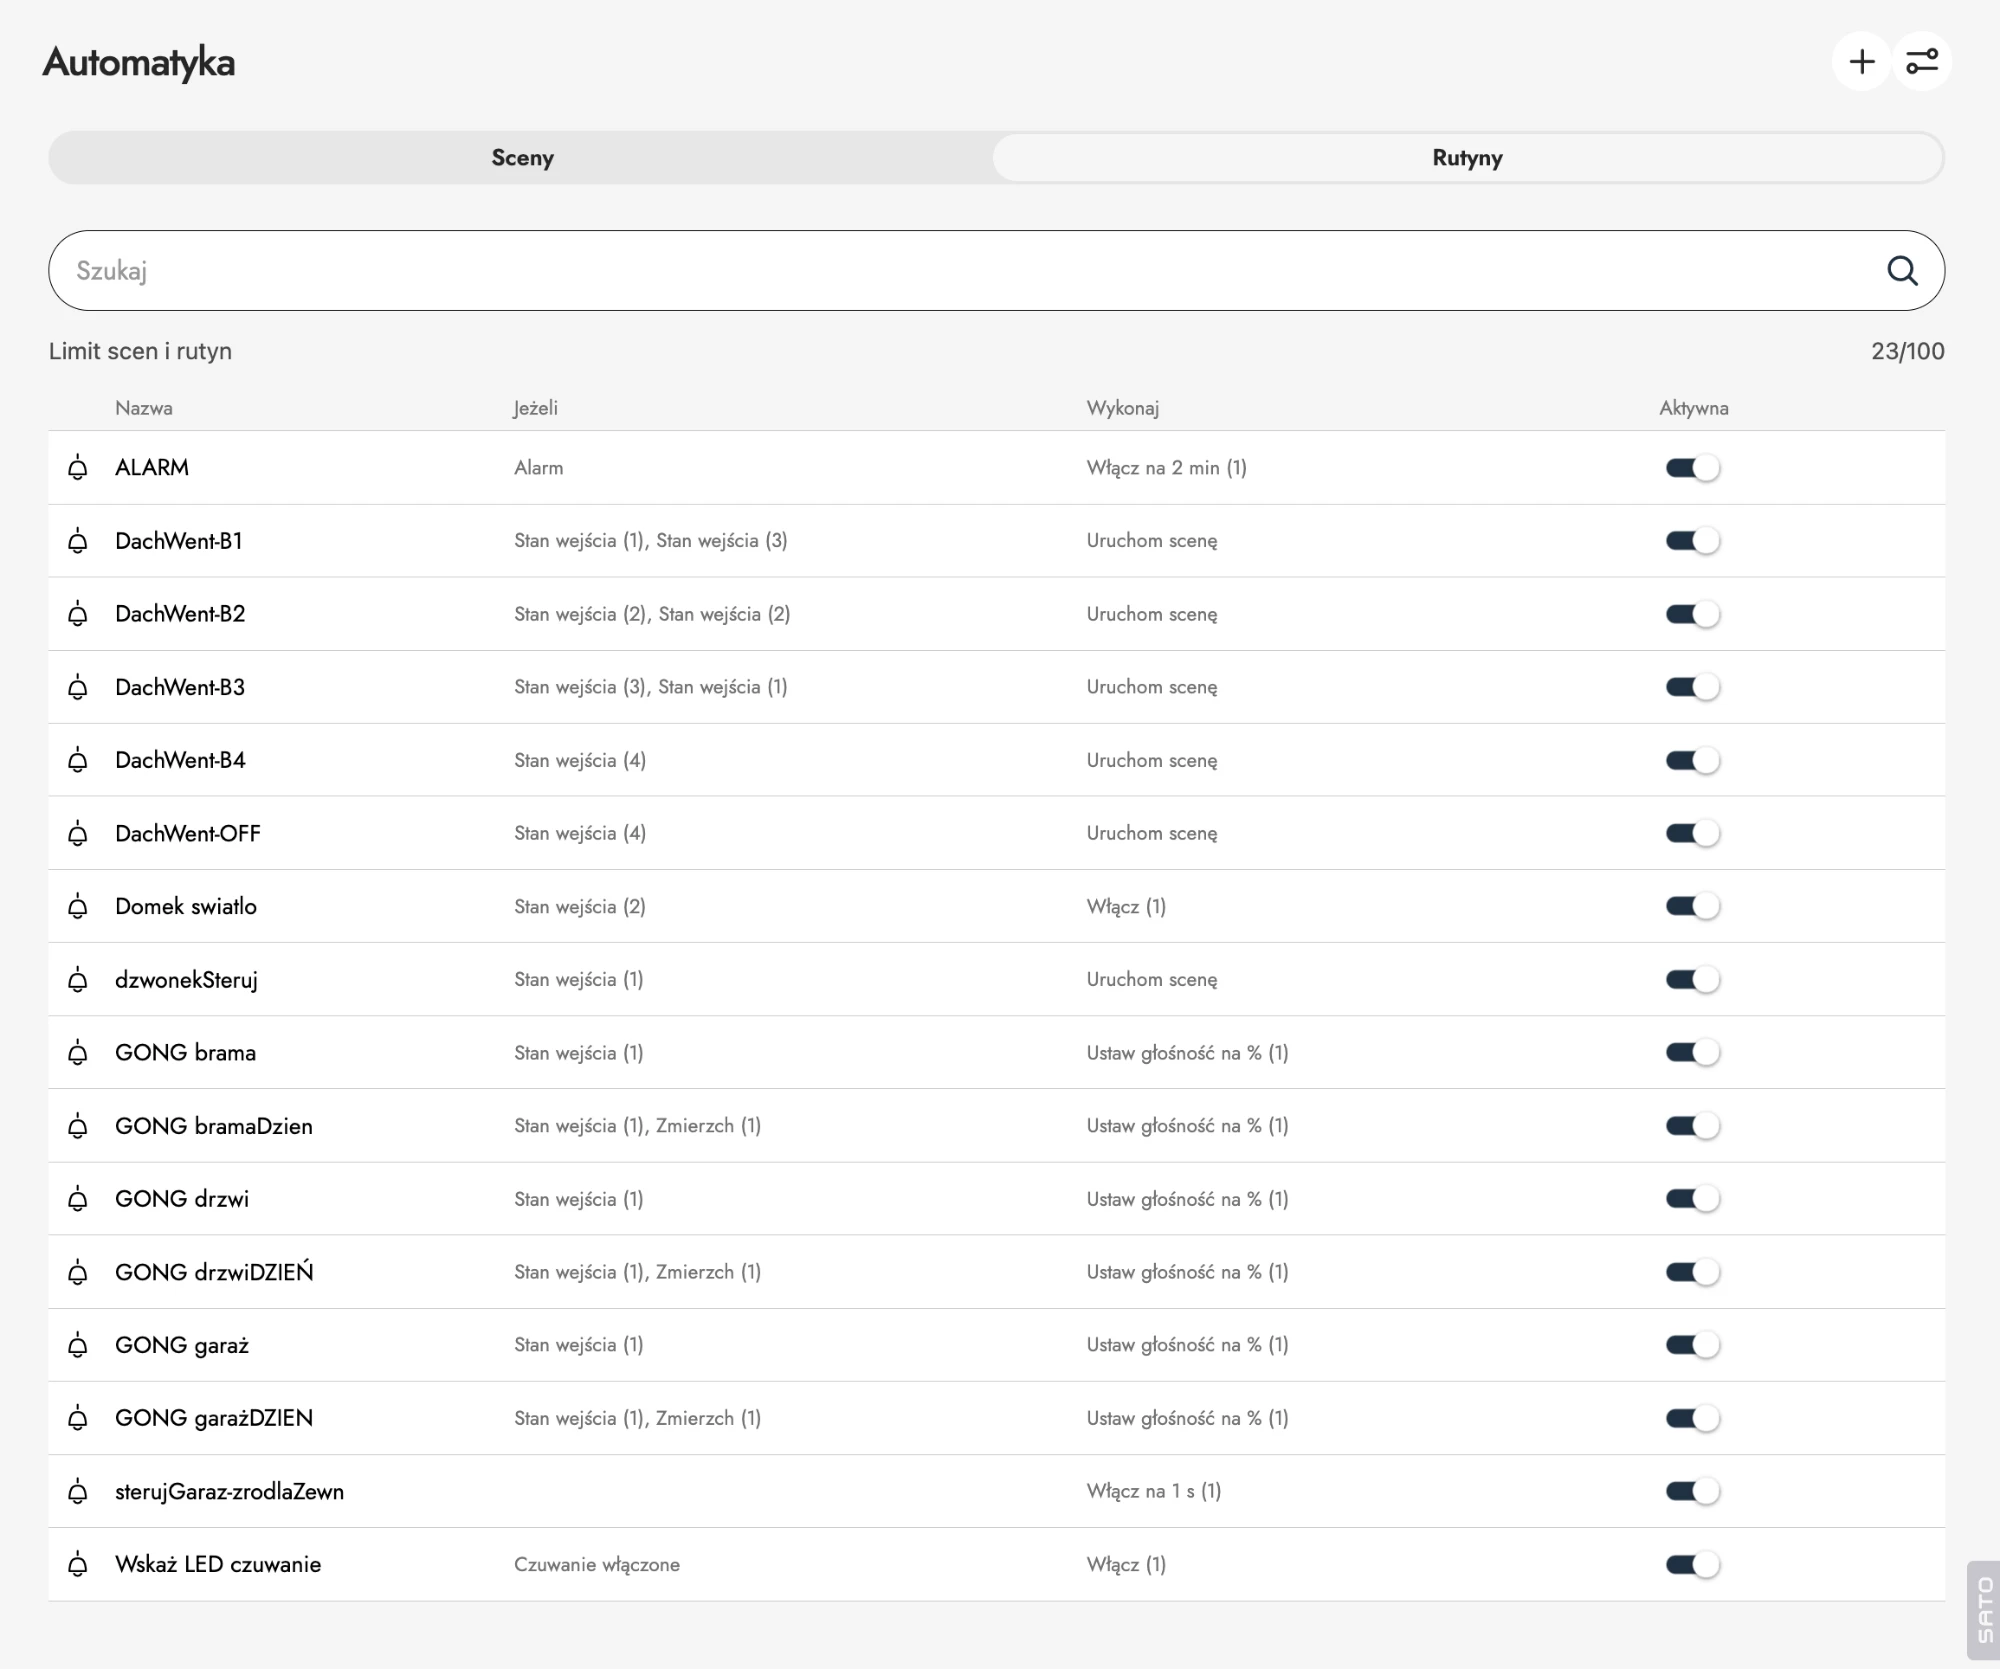 Automatyka
Sceny Rutyny
Szukaj
Limit scen i rutyn 23/100
Nazwa Jeżeli Wykonaj Aktywna
ALARM Alarm Włącz na 2 min (1)
DachWent-B1 Stan wejścia (1), Stan wejścia (3) Uruchom scenę
DachWent-B2 Stan wejścia (2), Stan wejścia (2) Uruchom scenę
DachWent-B3 Stan wejścia (3), Stan wejścia (1) Uruchom scenę
DachWent-B4 Stan wejścia (4) Uruchom scenę
DachWent-OFF Stan wejścia (4) Uruchom scenę
Domek swiatlo Stan wejścia (2) Włącz (1)
dzwonekSteruj Stan wejścia (1) Uruchom scenę
GONG brama Stan wejścia (1) Ustaw głośność na % (1)
GONG bramaDzien Stan wejścia (1), Zmierzch (1) Ustaw głośność na % (1)
GONG drzwi Stan wejścia (1) Ustaw głośność na % (1)
GONG drzwiDZIEŃ Stan wejścia (1), Zmierzch (1) Ustaw głośność na % (1)
GONG garaż Stan wejścia (1) Ustaw głośność na % (1)
GONG garażDZIEN Stan wejścia (1), Zmierzch (1) Ustaw głośność na % (1)
sterujGaraz-zrodlaZewn Włącz na 1 s (1)
Wskaż LED czuwanie Czuwanie włączone Włącz (1)
SATO